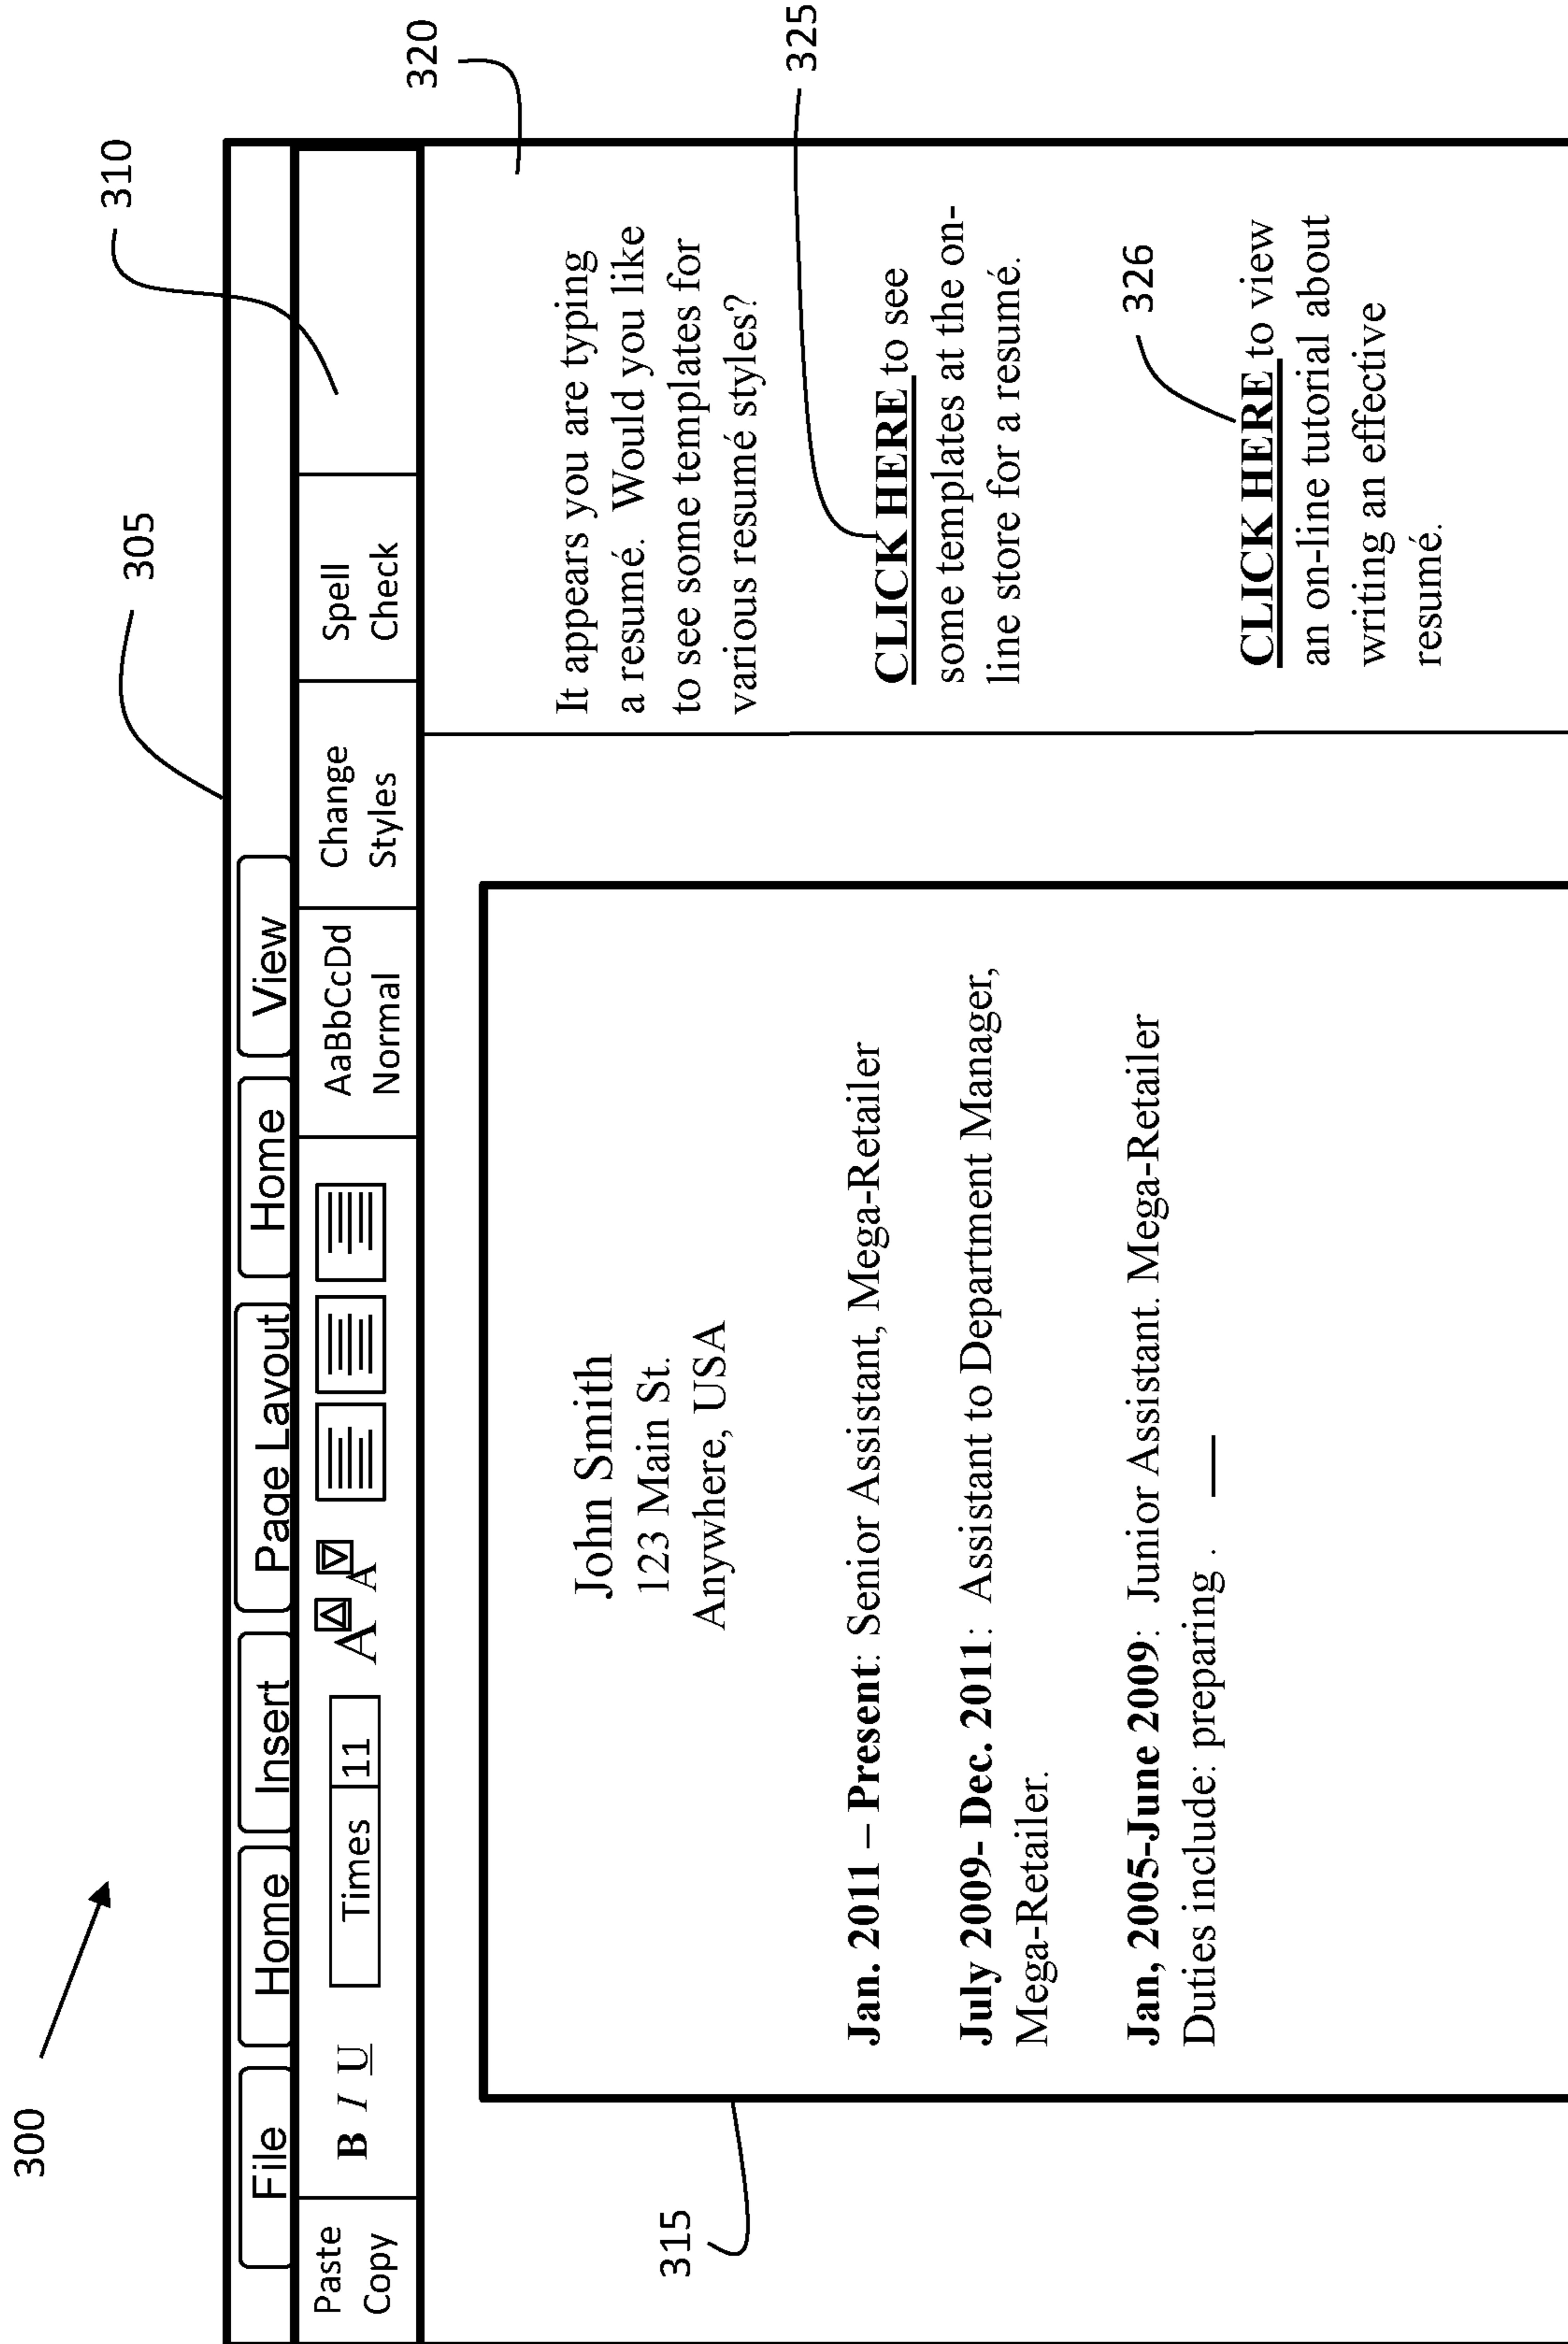 300
305
310
320
File Home Insert Page Layout Home View
Paste
Copy
B I U
Times 11
A A
AaBbCcDd
Normal
Change
Styles
Spell
Check
315
John Smith
123 Main St.
Anywhere, USA
Jan. 2011 – Present: Senior Assistant, Mega-Retailer
July 2009- Dec. 2011: Assistant to Department Manager,
Mega-Retailer.
Jan, 2005-June 2009: Junior Assistant. Mega-Retailer
Duties include: preparing .
It appears you are typing
a resumé. Would you like
to see some templates for
various resumé styles?
325
CLICK HERE to see
some templates at the on-
line store for a resumé.
326
CLICK HERE to view
an on-line tutorial about
writing an effective
resumé.